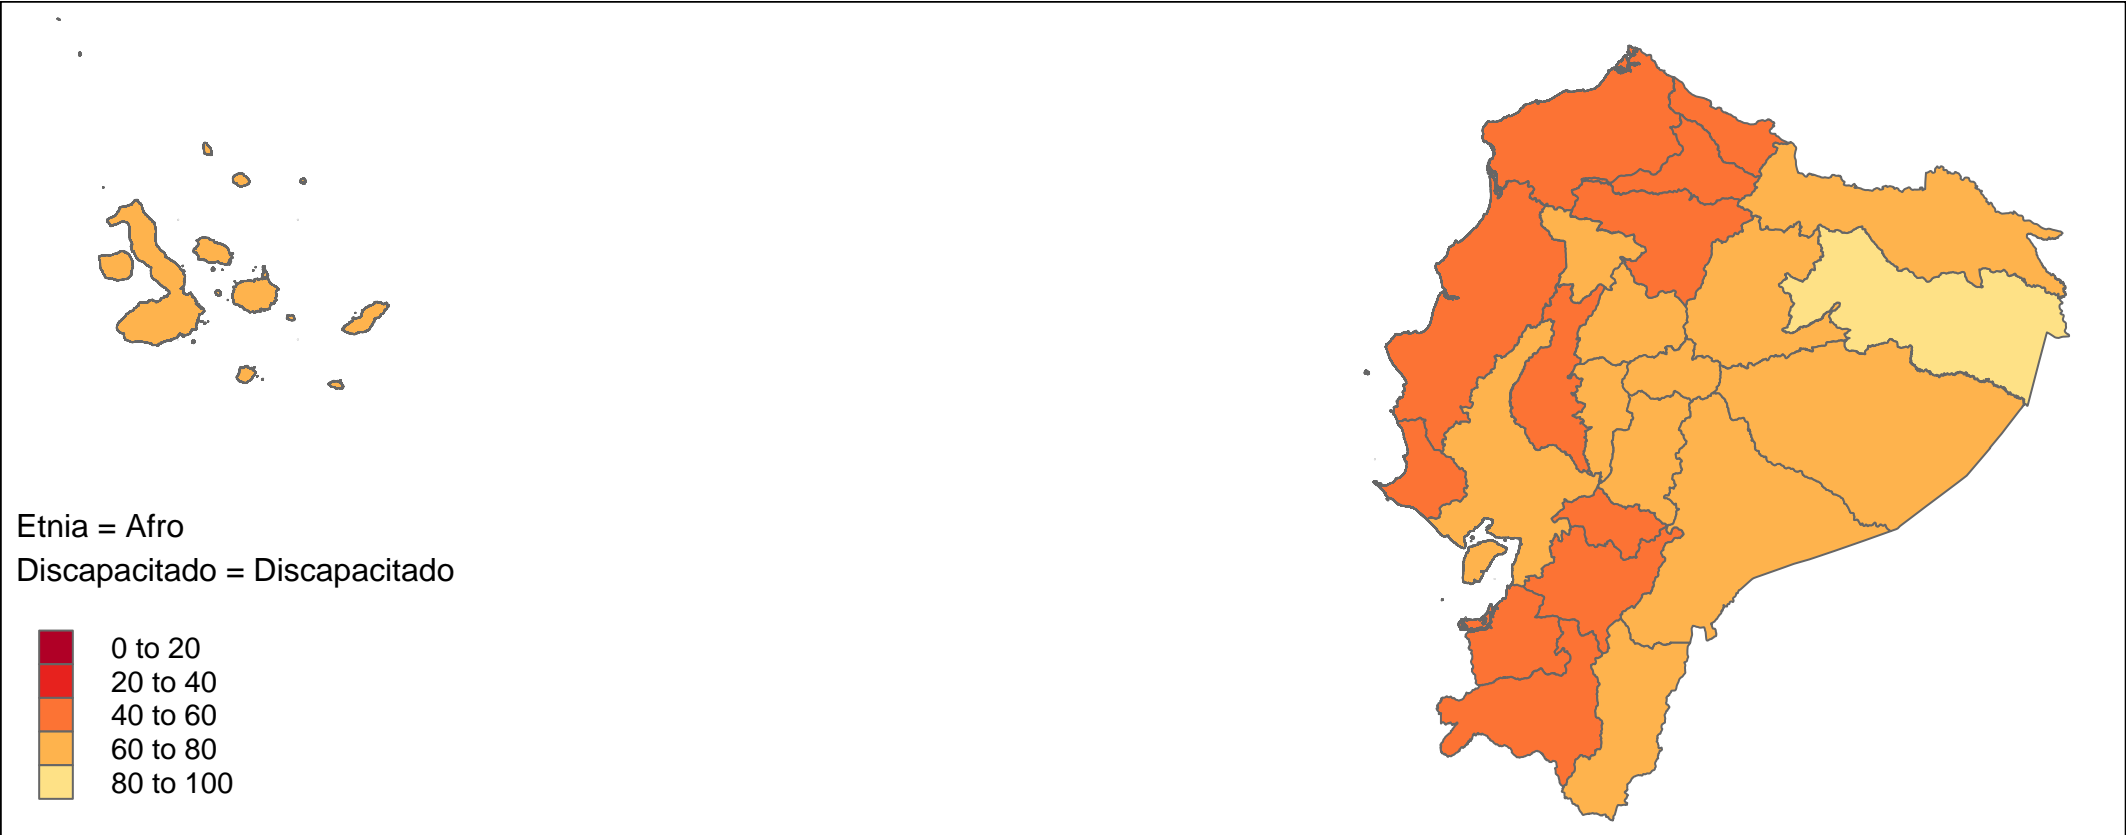 Etnia = Afro
Discapacitado = Discapacitado
0 to 20
20 to 40
40 to 60
60 to 80
80 to 100